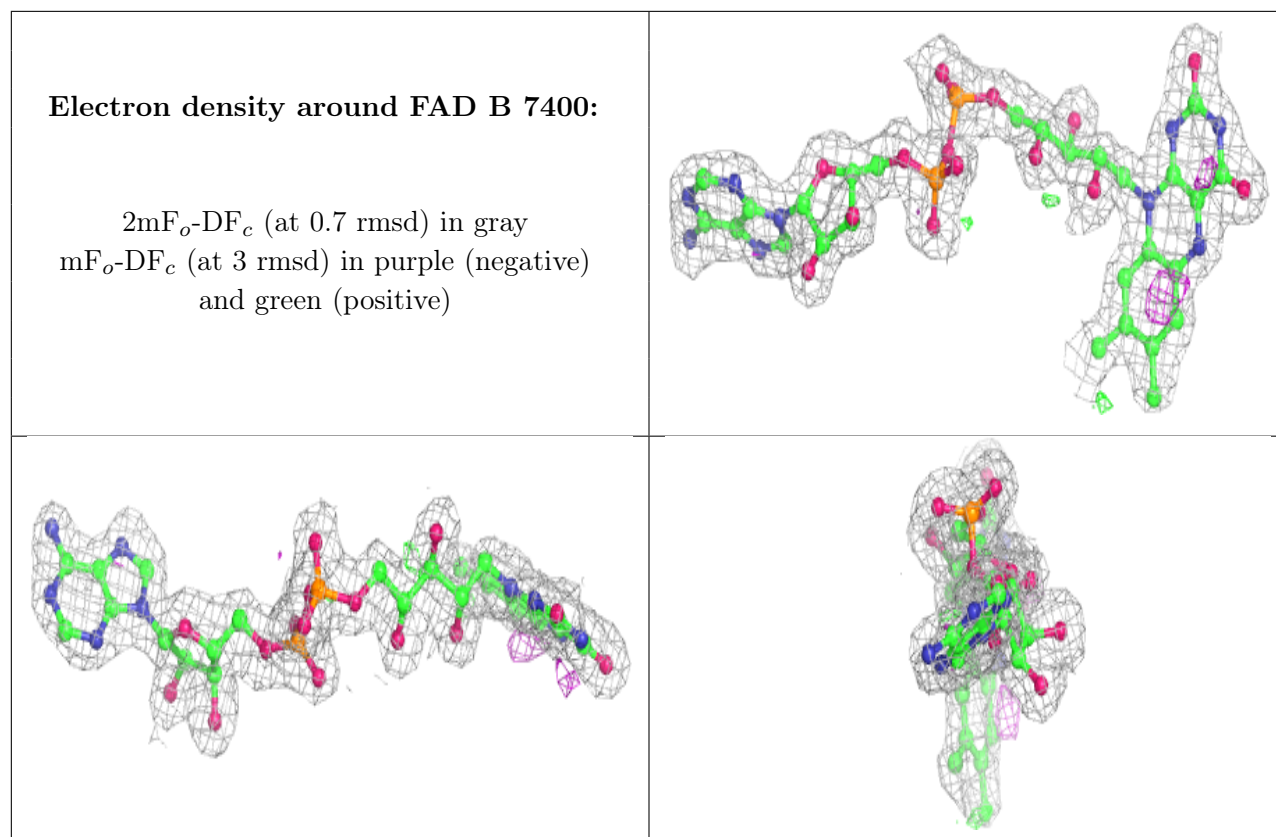 Electron density around FAD B 7400:
2mFo-DFc (at 0.7 rmsd) in gray
mFo-DFc (at 3 rmsd) in purple (negative)
and green (positive)